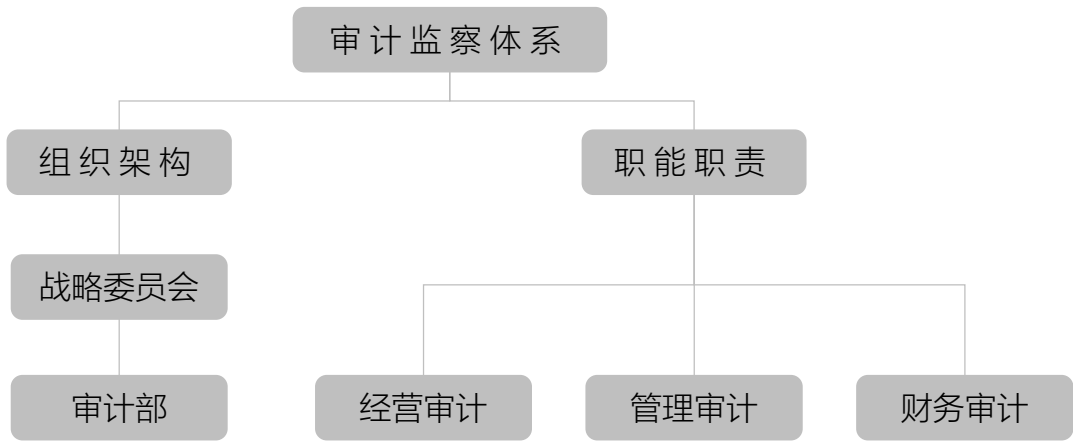 审计监察体系
组织架构
职能职责
战略委员会
审计部
经营审计
管理审计
财务审计